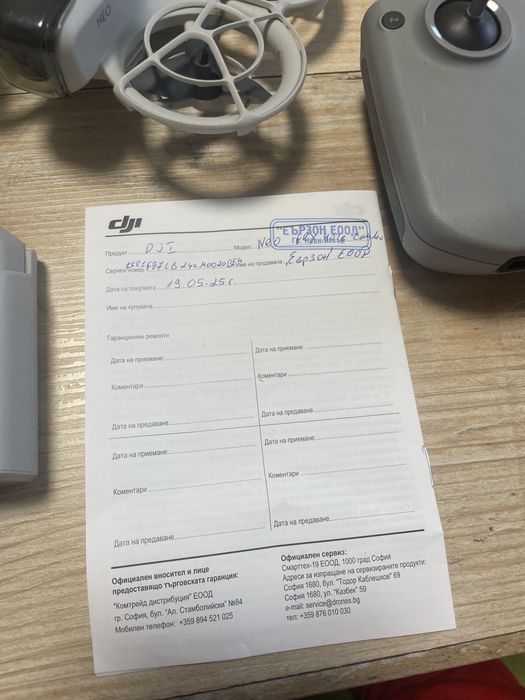 NEO
Fn
dji
Продукт DJI Модел Neo Fly More Combo
"ЕЪРЗОН ЕООД"
Сериен номер Име на продавача Еързон ЕООД
Дата на покупката 19.05.25г.
Име на купувача
Гаранционни ремонти
Дата на приемане: Дата на приемане:
Коментари Коментари
Дата на предаване Дата на предаване
Дата на приемане: Дата на приемане:
Коментари Коментари
Дата на предаване Дата на предаване
Официален вносител и лице
предоставящо търговската гаранция:
"Комтрейд дистрибуция" ЕООД
гр. София, бул. "Ал. Стамболийски" №84
Мобилен телефон: +359 894 521 025
Официален сервиз:
Смарттех-19 ЕООД, 1000 град София
Адреси за изпращане на сервизираните продукти:
София 1680, бул. "Тодор Каблешков" 69
София 1680, ул. "Казбек" 59
e-mail: service@drones.bg
тел: +359 876 010 030